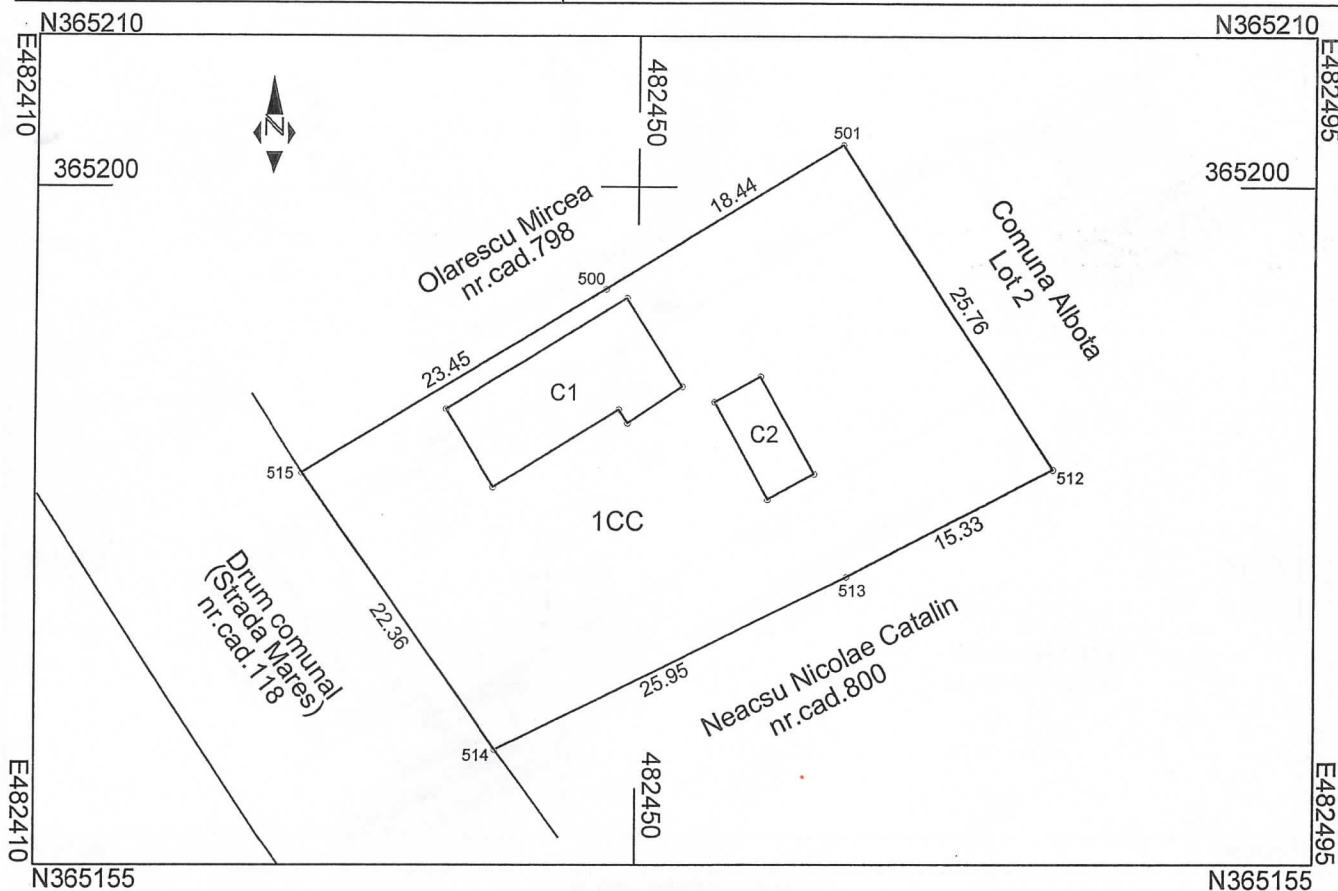 N365210
N365210
E482410
E482495
482450
501
365200
365200
18.44
Olarescu Mircea
nr.cad.798
Comuna Albota
Lot 2
500
25.76
23.45
C1
C2
515
512
1CC
15.33
Drum comunal
(Strada Mares)
nr.cad.118
22.36
513
25.95
Neacsu Nicolae Catalin
nr.cad.800
514
482450
E482410
E482495
N365155
N365155
N